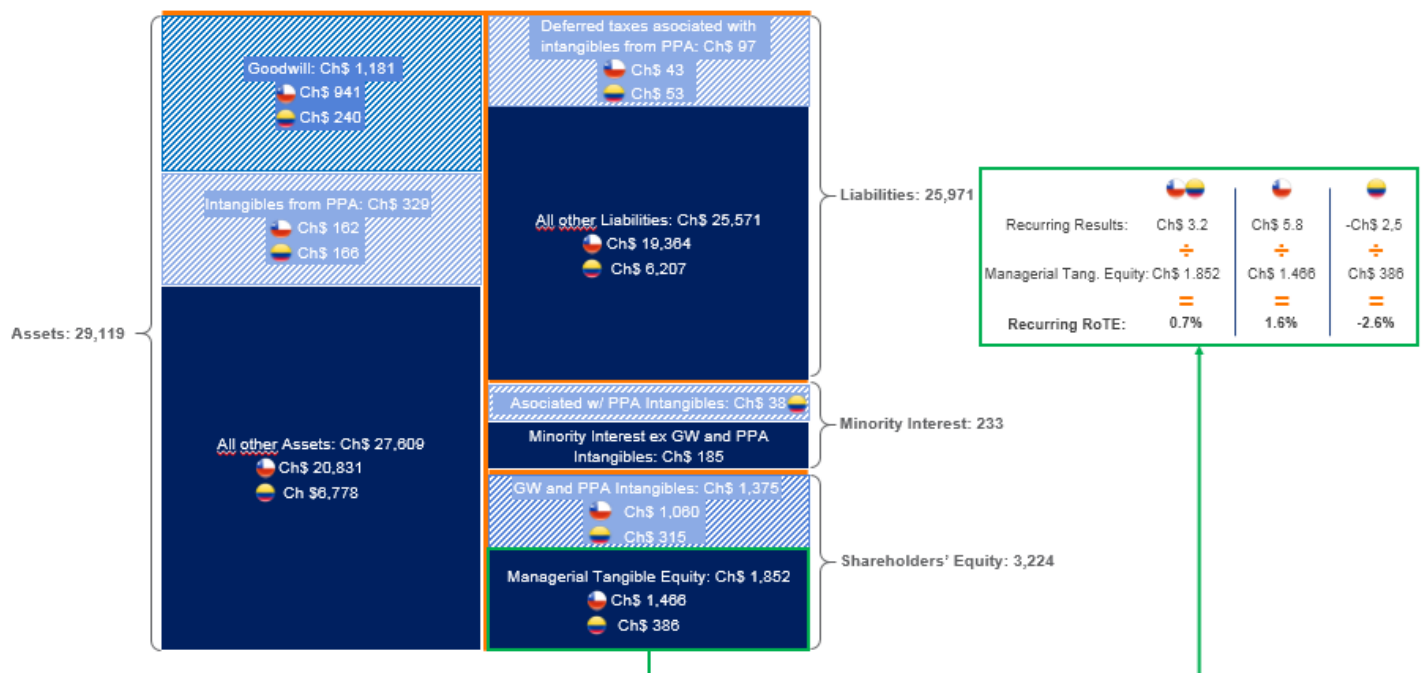 Assets: 29,119
Goodwill: Ch$ 1,181
Ch$ 941
Ch$ 240
Intangibles from PPA: Ch$ 329
Ch$ 162
Ch$ 166
All other Assets: Ch$ 27,609
Ch$ 20,831
Ch $6,778
Deferred taxes asociated with
intangibles from PPA: Ch$ 97
Ch$ 43
Ch$ 53
All other Liabilities: Ch$ 25,571
Ch$ 19,364
Ch$ 6,207
Asociated w/ PPA Intangibles: Ch$ 38
Minority Interest ex GW and PPA
Intangibles: Ch$ 185
GW and PPA Intangibles: Ch$ 1,375
Ch$ 1,060
Ch$ 315
Managerial Tangible Equity: Ch$ 1,852
Ch$ 1,466
Ch$ 386
Liabilities: 25,971
Minority Interest: 233
Shareholders’ Equity: 3,224
Recurring Results: Ch$ 3.2 Ch$ 5.8 -Ch$ 2,5
÷ ÷ ÷
Managerial Tang. Equity: Ch$ 1.852 Ch$ 1.466 Ch$ 386
= = =
Recurring RoTE: 0.7% 1.6% -2.6%